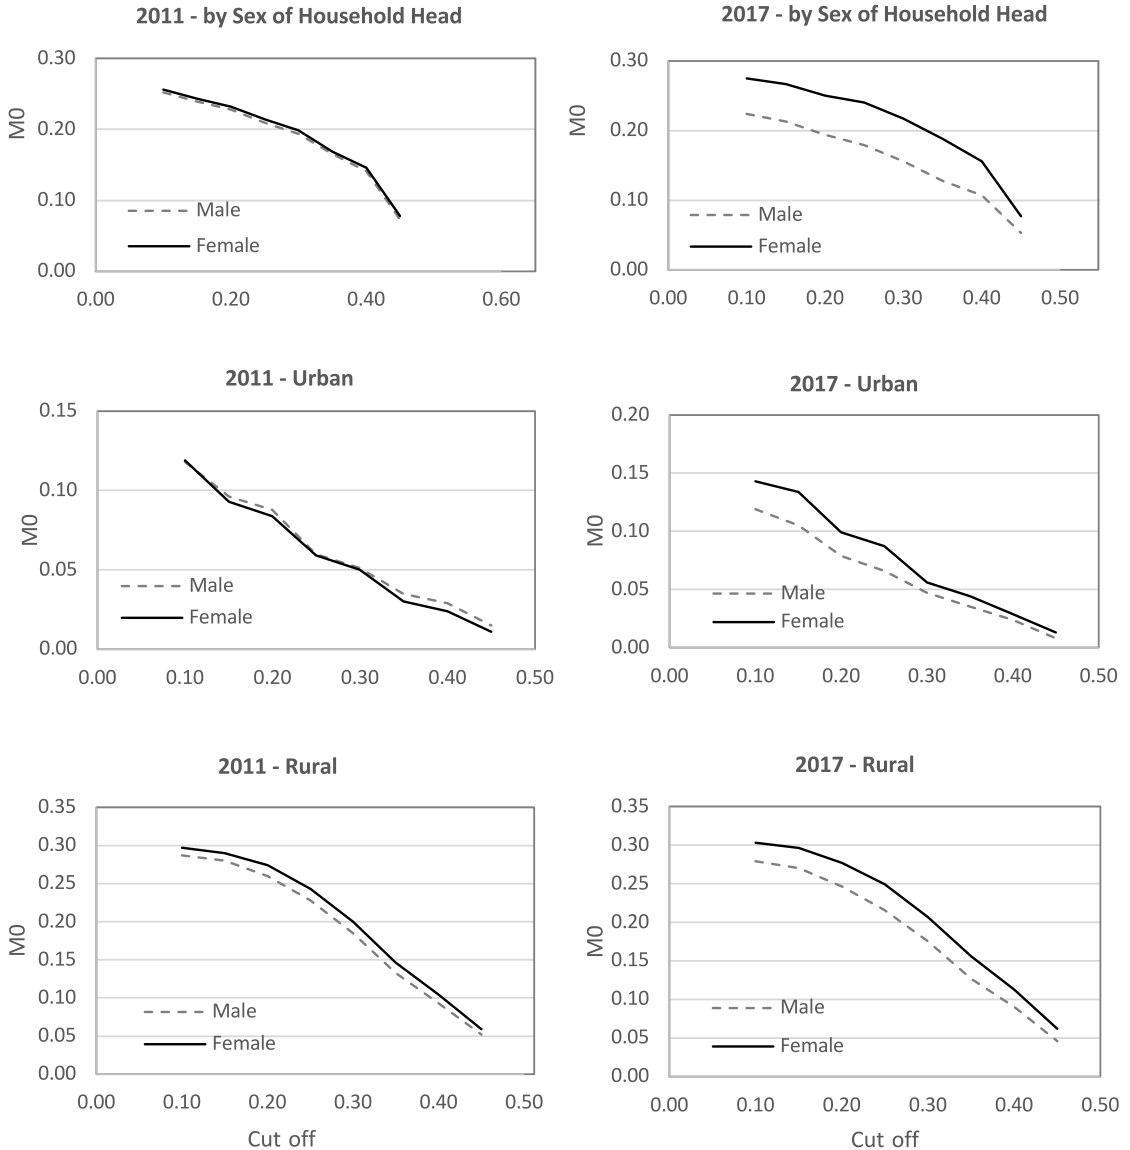 2011 - by Sex of Household Head
0.30
0.20
0.10
0.00
M0
Male
Female
0.00 0.20 0.40 0.60
2017 - by Sex of Household Head
0.30
0.20
0.10
0.00
M0
Male
Female
0.00 0.10 0.20 0.30 0.40 0.50
2011 - Urban
0.15
0.10
0.05
0.00
M0
Male
Female
0.00 0.10 0.20 0.30 0.40 0.50
2017 - Urban
0.20
0.15
0.10
0.05
0.00
M0
Male
Female
0.00 0.10 0.20 0.30 0.40 0.50
2011 - Rural
0.35
0.30
0.25
0.20
0.15
0.10
0.05
0.00
M0
Male
Female
0.00 0.10 0.20 0.30 0.40 0.50
Cut off
2017 - Rural
0.35
0.30
0.25
0.20
0.15
0.10
0.05
0.00
M0
Male
Female
0.00 0.10 0.20 0.30 0.40 0.50
Cut off